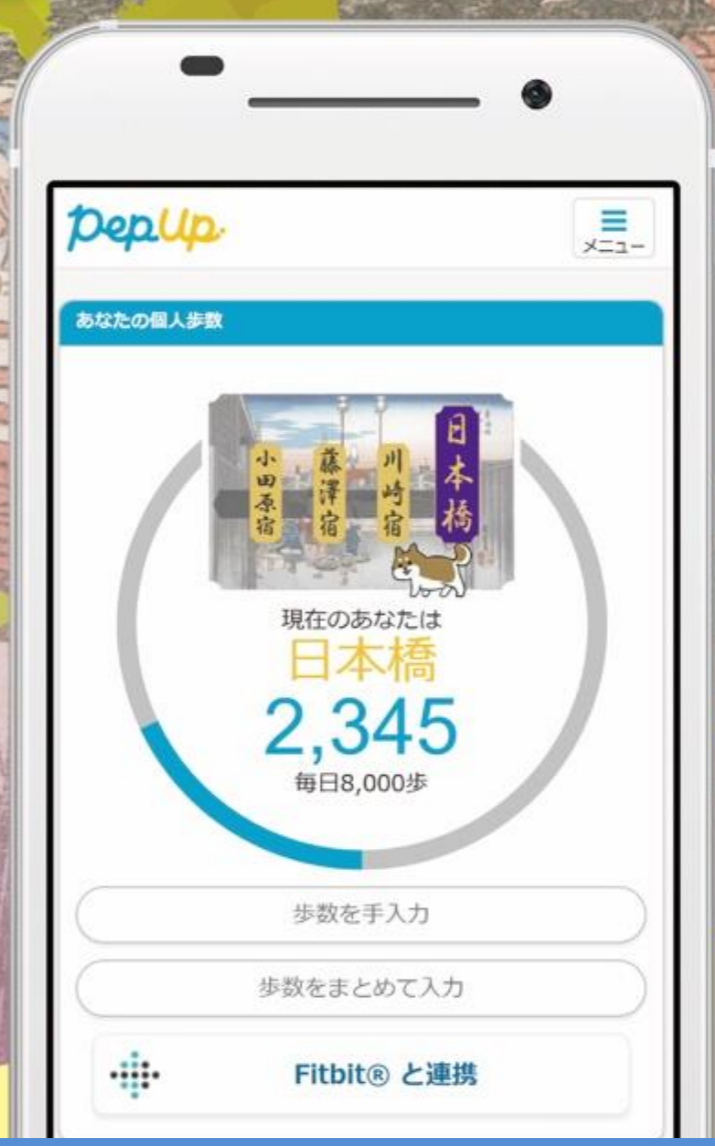 PepUp
メニュー
あなたの個人歩数
日本橋
川崎宿
藤澤宿
小田原宿
現在のあなたは
日本橋
2,345
毎日8,000歩
歩数を手入力
歩数をまとめて入力
Fitbit® と連携